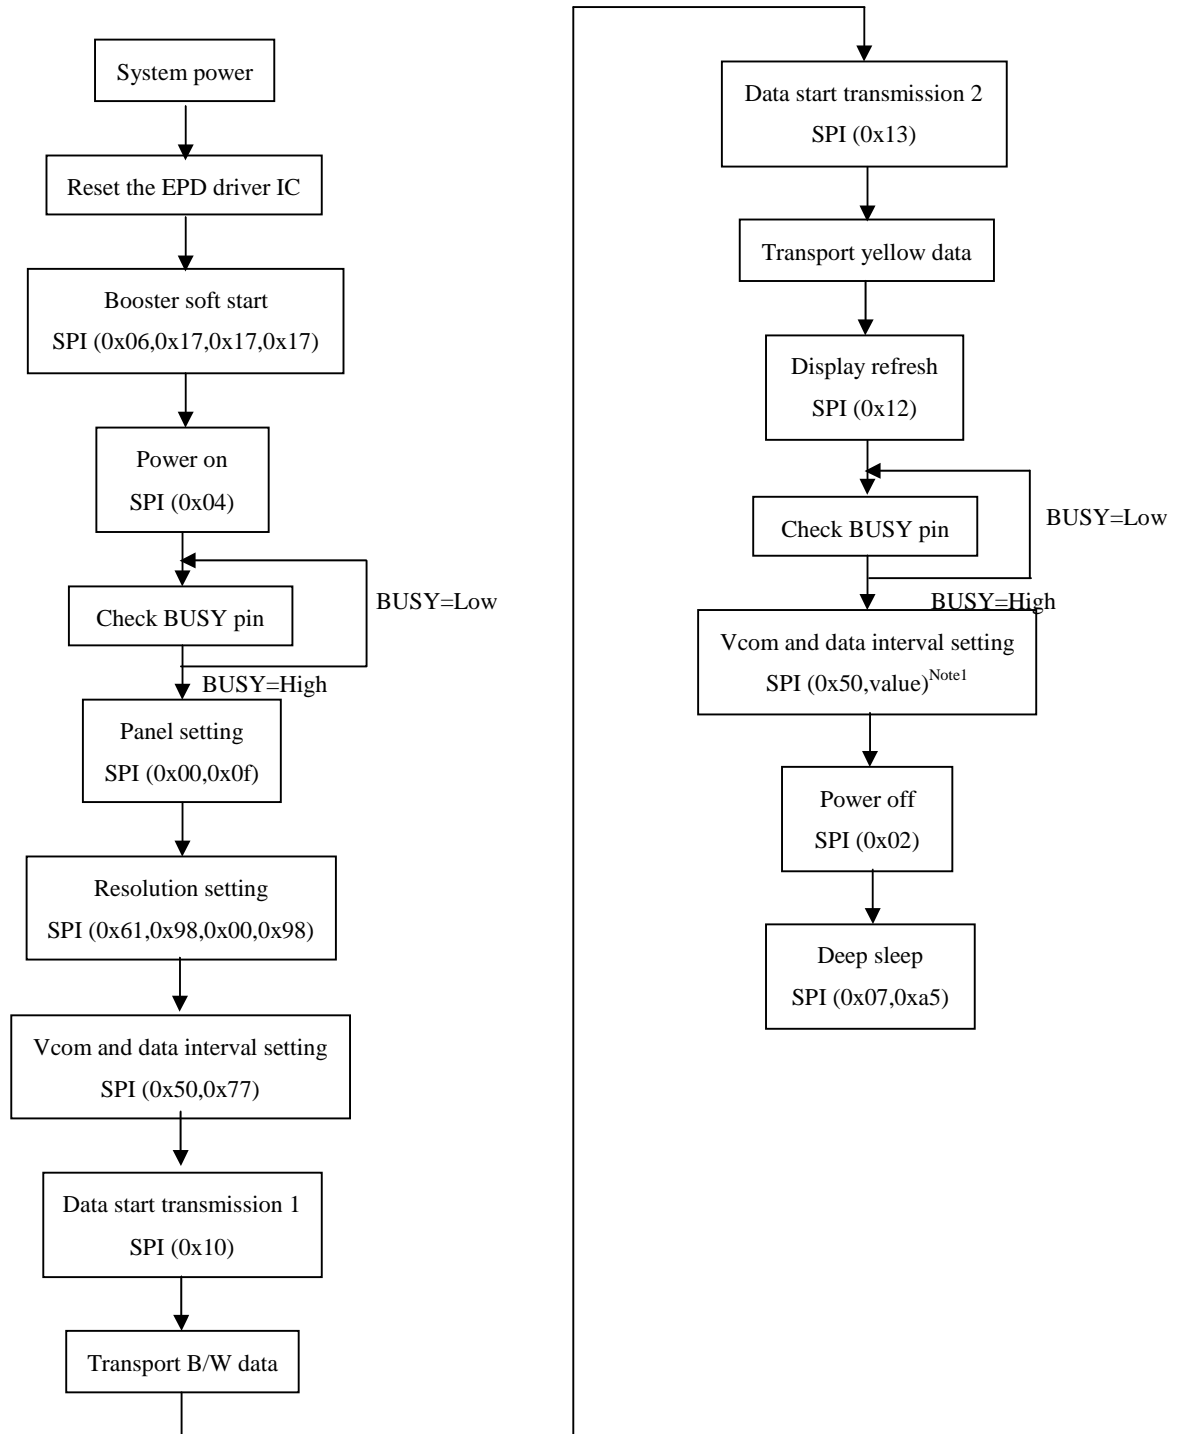 System power
Reset the EPD driver IC
Booster soft start
SPI (0x06,0x17,0x17,0x17)
Power on
SPI (0x04)
BUSY=Low
Check BUSY pin
BUSY=High
Panel setting
SPI (0x00,0x0f)
Resolution setting
SPI (0x61,0x98,0x00,0x98)
Vcom and data interval setting
SPI (0x50,0x77)
Data start transmission 1
SPI (0x10)
Transport B/W data
Data start transmission 2
SPI (0x13)
Transport yellow data
Display refresh
SPI (0x12)
BUSY=Low
Check BUSY pin
BUSY=High
Vcom and data interval setting
SPI (0x50,value)Note1
Power off
SPI (0x02)
Deep sleep
SPI (0x07,0xa5)